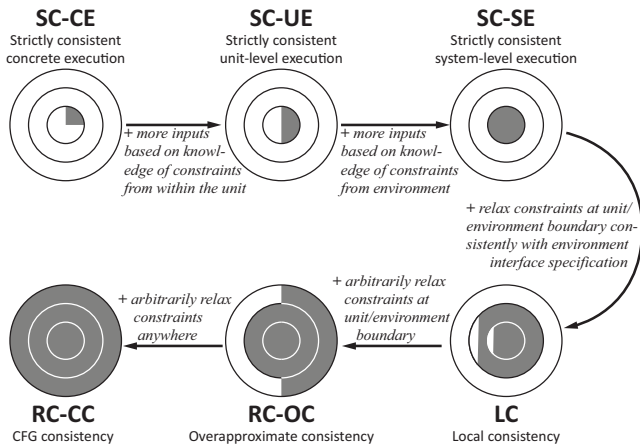 SC-CE
Strictly consistent
concrete execution
SC-UE
Strictly consistent
unit-level execution
SC-SE
Strictly consistent
system-level execution
+ more inputs
based on knowl-
edge of constraints
from within the unit
+ more inputs
based on knowl-
edge of constraints
from environment
+ relax constraints at unit/
environment boundary con-
sistently with environment
interface specification
+ arbitrarily relax
constraints at
unit/environment
boundary
+ arbitrarily relax
constraints
anywhere
RC-CC
CFG consistency
RC-OC
Overapproximate consistency
LC
Local consistency